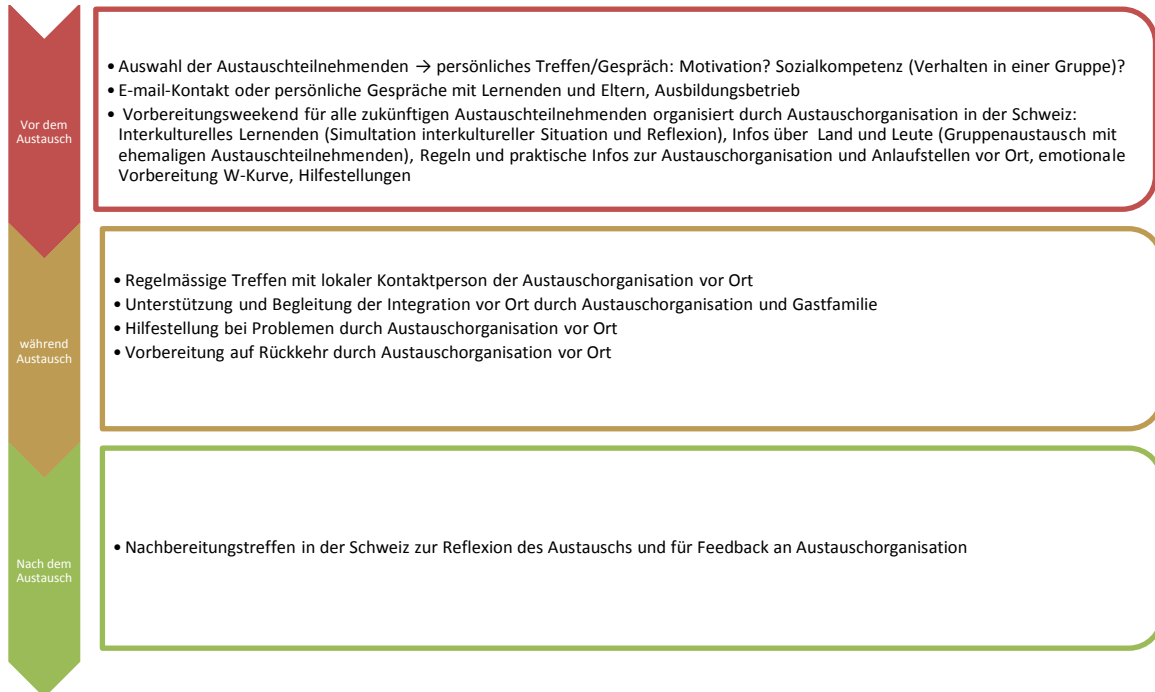 Vor dem
Austausch
• Auswahl der Austauschteilnehmenden → persönliches Treffen/Gespräch: Motivation? Sozialkompetenz (Verhalten in einer Gruppe)?
• E-mail-Kontakt oder persönliche Gespräche mit Lernenden und Eltern, Ausbildungsbetrieb
• Vorbereitungsweekend für alle zukünftigen Austauschteilnehmenden organisiert durch Austauschorganisation in der Schweiz:
Interkulturelles Lernenden (Simultation interkultureller Situation und Reflexion), Infos über Land und Leute (Gruppenaustausch mit
ehemaligen Austauschteilnehmenden), Regeln und praktische Infos zur Austauschorganisation und Anlaufstellen vor Ort, emotionale
Vorbereitung W-Kurve, Hilfestellungen
während
Austausch
• Regelmässige Treffen mit lokaler Kontaktperson der Austauschorganisation vor Ort
• Unterstützung und Begleitung der Integration vor Ort durch Austauschorganisation und Gastfamilie
• Hilfestellung bei Problemen durch Austauschorganisation vor Ort
• Vorbereitung auf Rückkehr durch Austauschorganisation vor Ort
Nach dem
Austausch
• Nachbereitungstreffen in der Schweiz zur Reflexion des Austauschs und für Feedback an Austauschorganisation